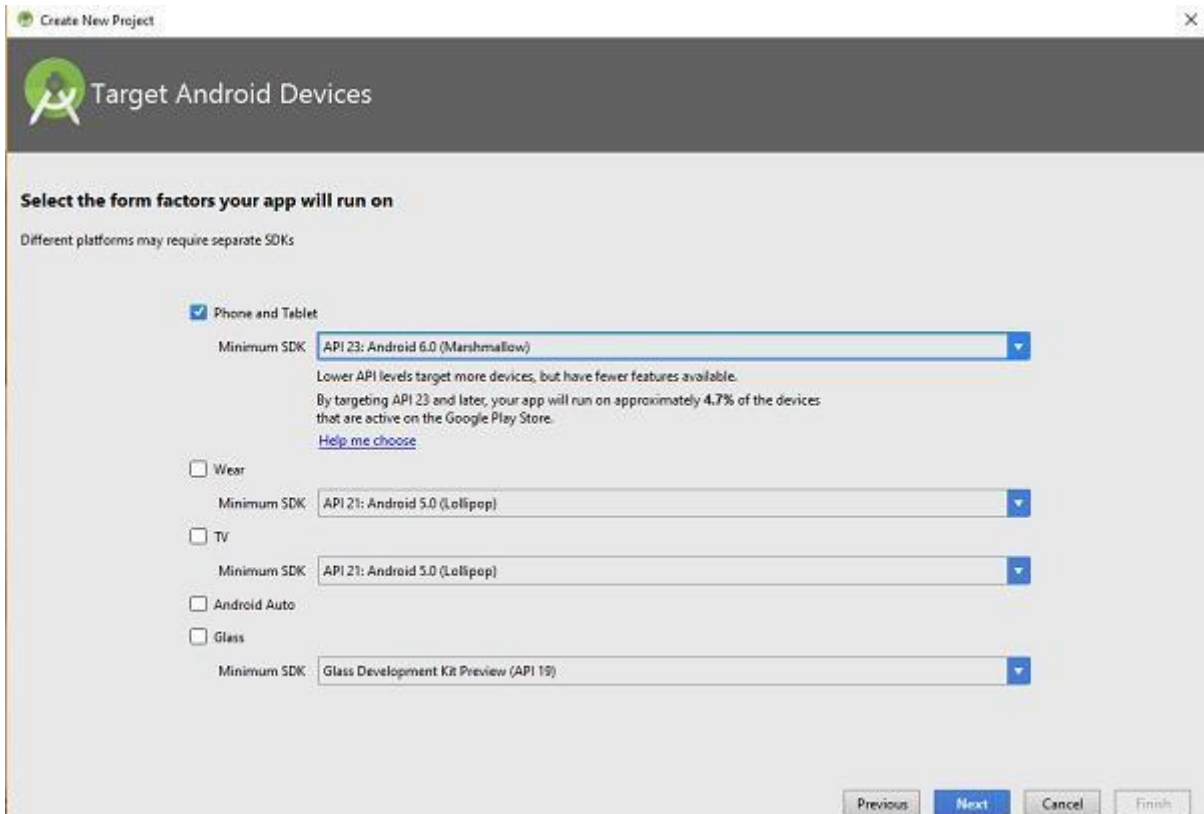 Create New Project
Target Android Devices
Select the form factors your app will run on
Different platforms may require separate SDKs
Phone and Tablet
Minimum SDK API 23: Android 6.0 (Marshmallow)
Lower API levels target more devices, but have fewer features available.
By targeting API 23 and later, your app will run on approximately 4.7% of the devices
that are active on the Google Play Store.
Help me choose
Wear
Minimum SDK API 21: Android 5.0 (Lollipop)
TV
Minimum SDK API 21: Android 5.0 (Lollipop)
Android Auto
Glass
Minimum SDK Glass Development Kit Preview (API 19)
Previous Next Cancel Finish